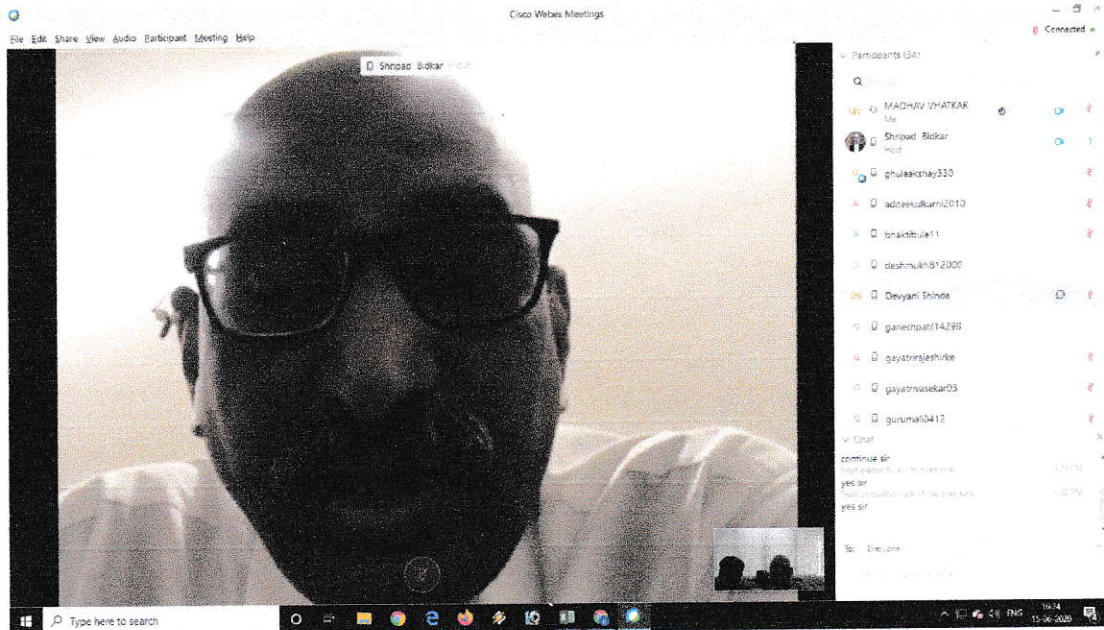 Cisco Webex Meetings
File Edit Share View Audio Participant Meeting Help
Connected
Shripad Bidkar
Participants (34)
MADHAV VHATKAR
Me
Shripad Bidkar
Host
ghuleakshay330
aditeekulkarni2010
bhaktibule11
deshmukh812000
DS Devyani Shinde
ganeshpatil14298
gayatrirajeshirke
gayatrivasekar03
gurumali0412
Chat
continue sir
yes sir
yes sir
To: Everyone
Type here to search
ENG
16:34
15-06-2020